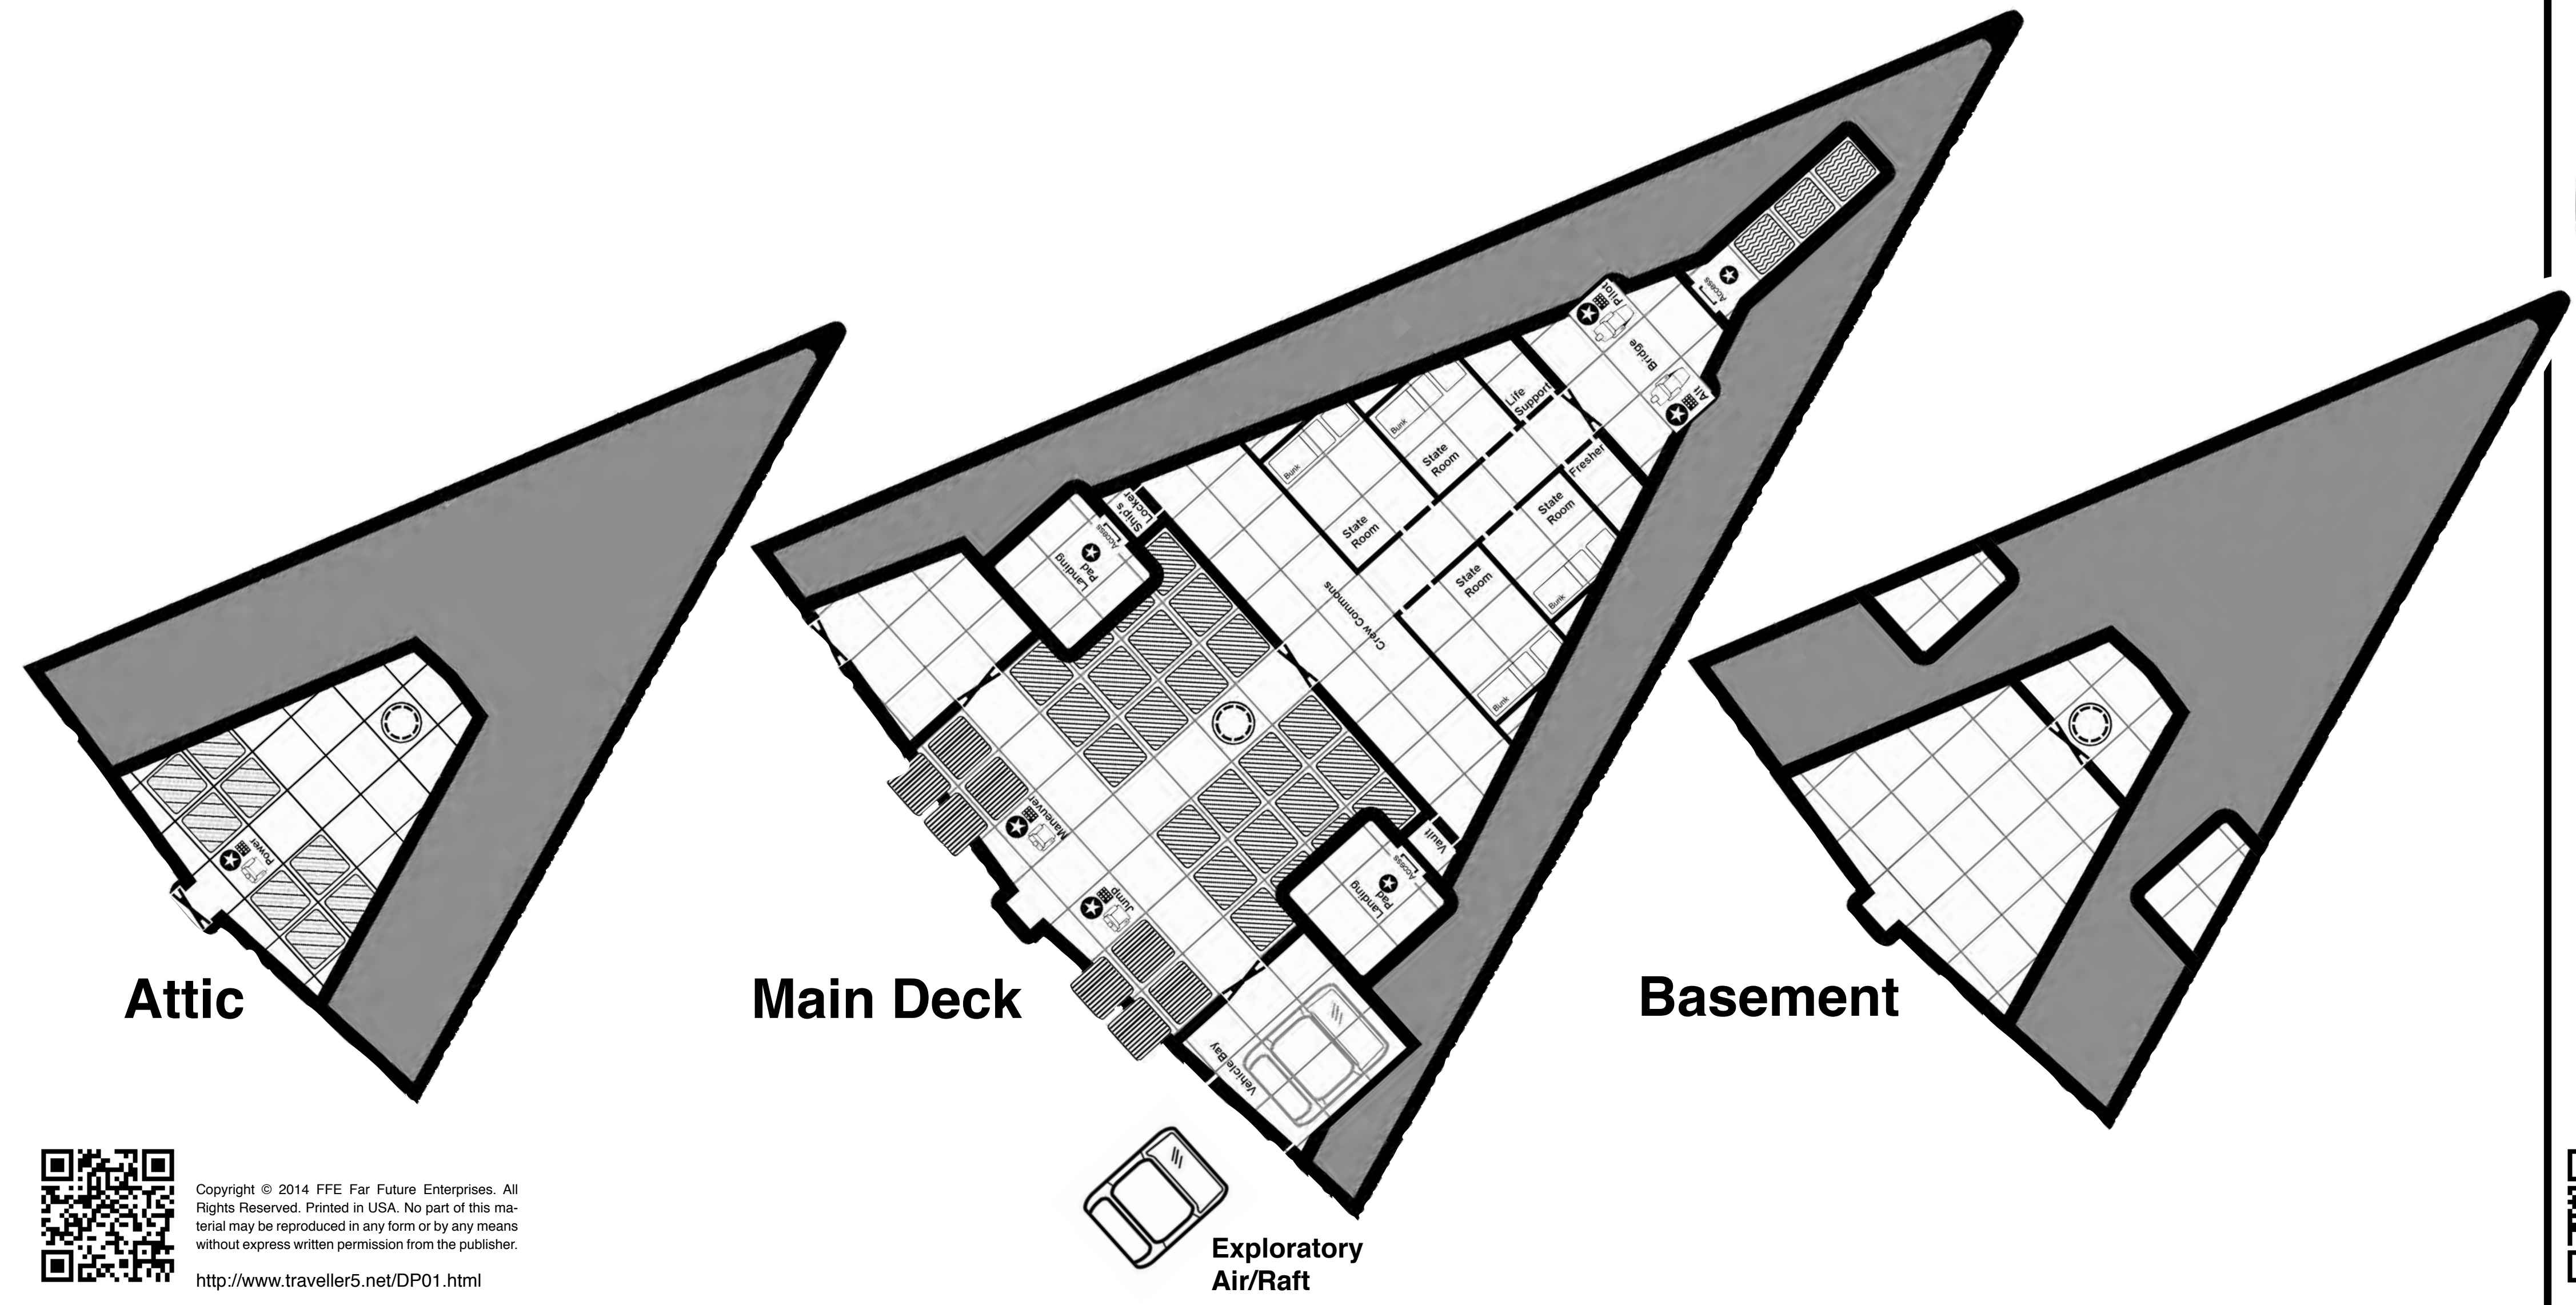 Access
Pilot
Bridge
Alt
Life
Support
Bunk
State
Room
Bunk
State
Room
Fresher
State
Room
Bunk
State
Room
Bunk
Ship's
Locker
Access
Landing
Pad
Crew Commons
Maneuver
Jump
Vault
Access
Landing
Pad
Vehicle Bay
Power
Attic
Main Deck
Basement
Exploratory
Air/Raft
Copyright © 2014 FFE Far Future Enterprises. All
Rights Reserved. Printed in USA. No part of this ma-
terial may be reproduced in any form or by any means
without express written permission from the publisher.
http://www.traveller5.net/DP01.html